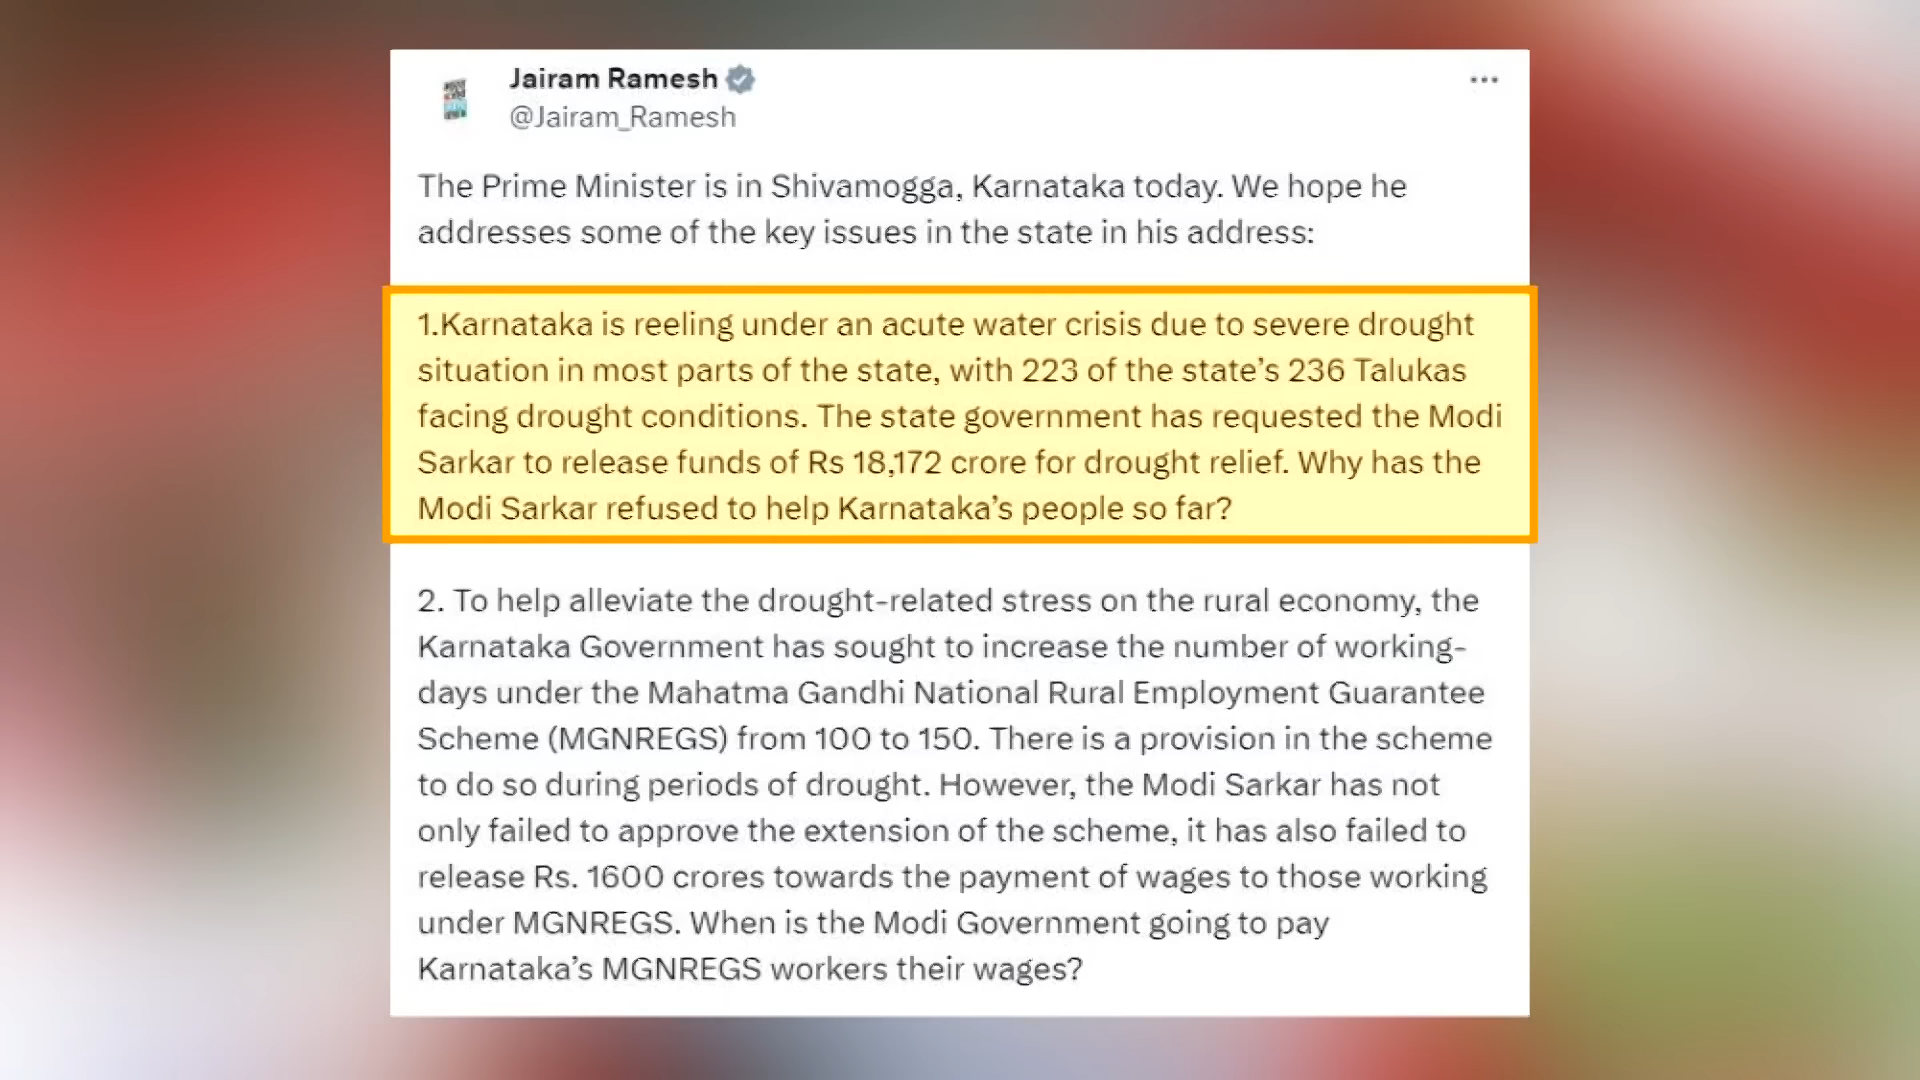 Jairam Ramesh
@Jairam_Ramesh
The Prime Minister is in Shivamogga, Karnataka today. We hope he
addresses some of the key issues in the state in his address:
1.Karnataka is reeling under an acute water crisis due to severe drought
situation in most parts of the state, with 223 of the state’s 236 Talukas
facing drought conditions. The state government has requested the Modi
Sarkar to release funds of Rs 18,172 crore for drought relief. Why has the
Modi Sarkar refused to help Karnataka’s people so far?
2. To help alleviate the drought-related stress on the rural economy, the
Karnataka Government has sought to increase the number of working-
days under the Mahatma Gandhi National Rural Employment Guarantee
Scheme (MGNREGS) from 100 to 150. There is a provision in the scheme
to do so during periods of drought. However, the Modi Sarkar has not
only failed to approve the extension of the scheme, it has also failed to
release Rs. 1600 crores towards the payment of wages to those working
under MGNREGS. When is the Modi Government going to pay
Karnataka’s MGNREGS workers their wages?